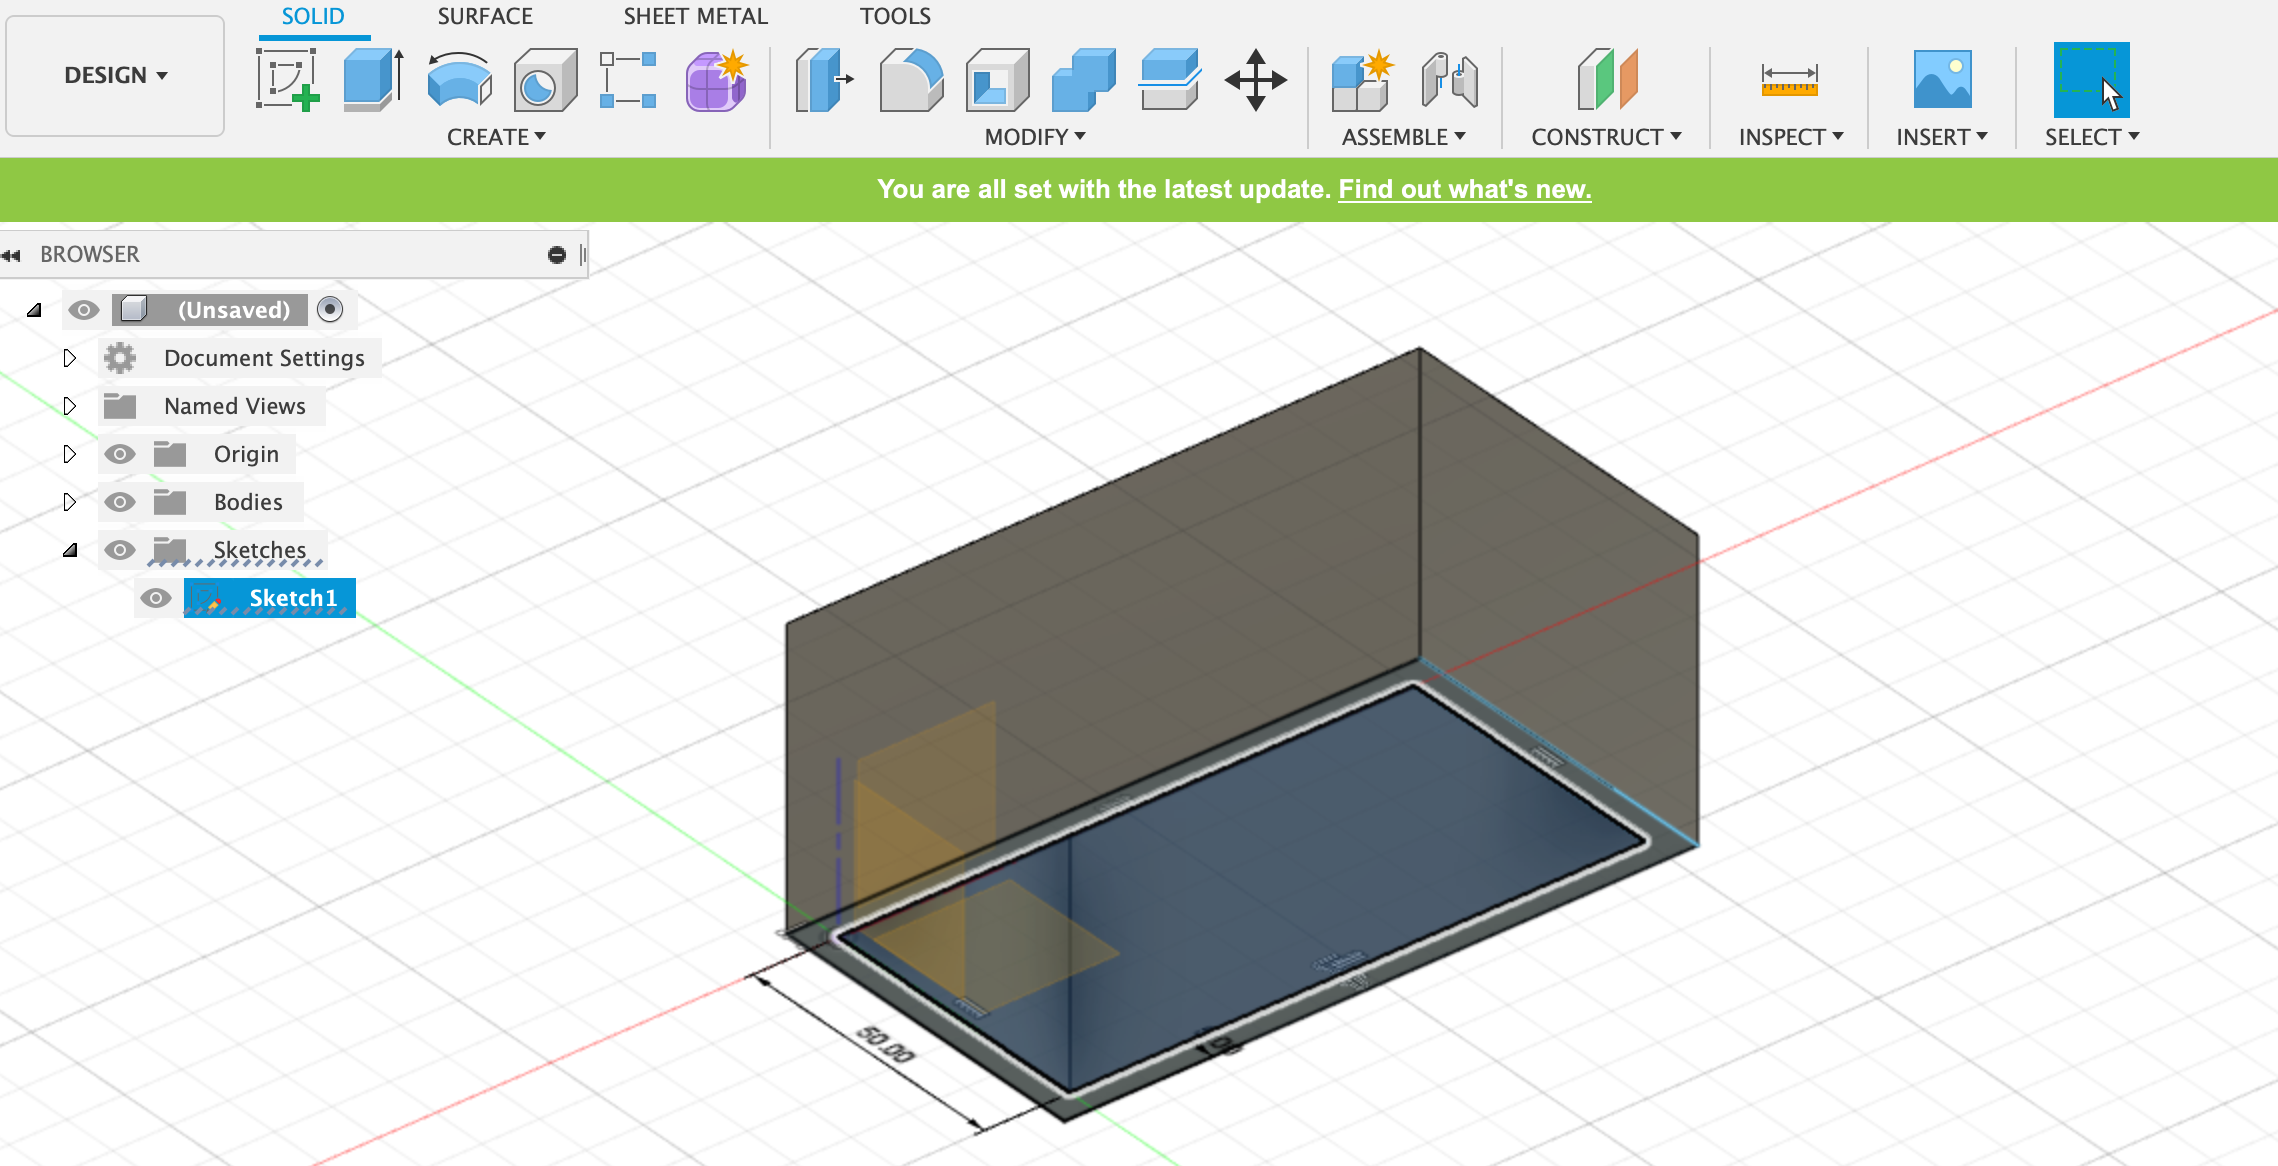 SOLID SURFACE SHEET METAL TOOLS
DESIGN
CREATE MODIFY ASSEMBLE CONSTRUCT INSPECT INSERT SELECT
You are all set with the latest update. Find out what's new.
BROWSER
(Unsaved)
Document Settings
Named Views
Origin
Bodies
Sketches
Sketch1
50.00